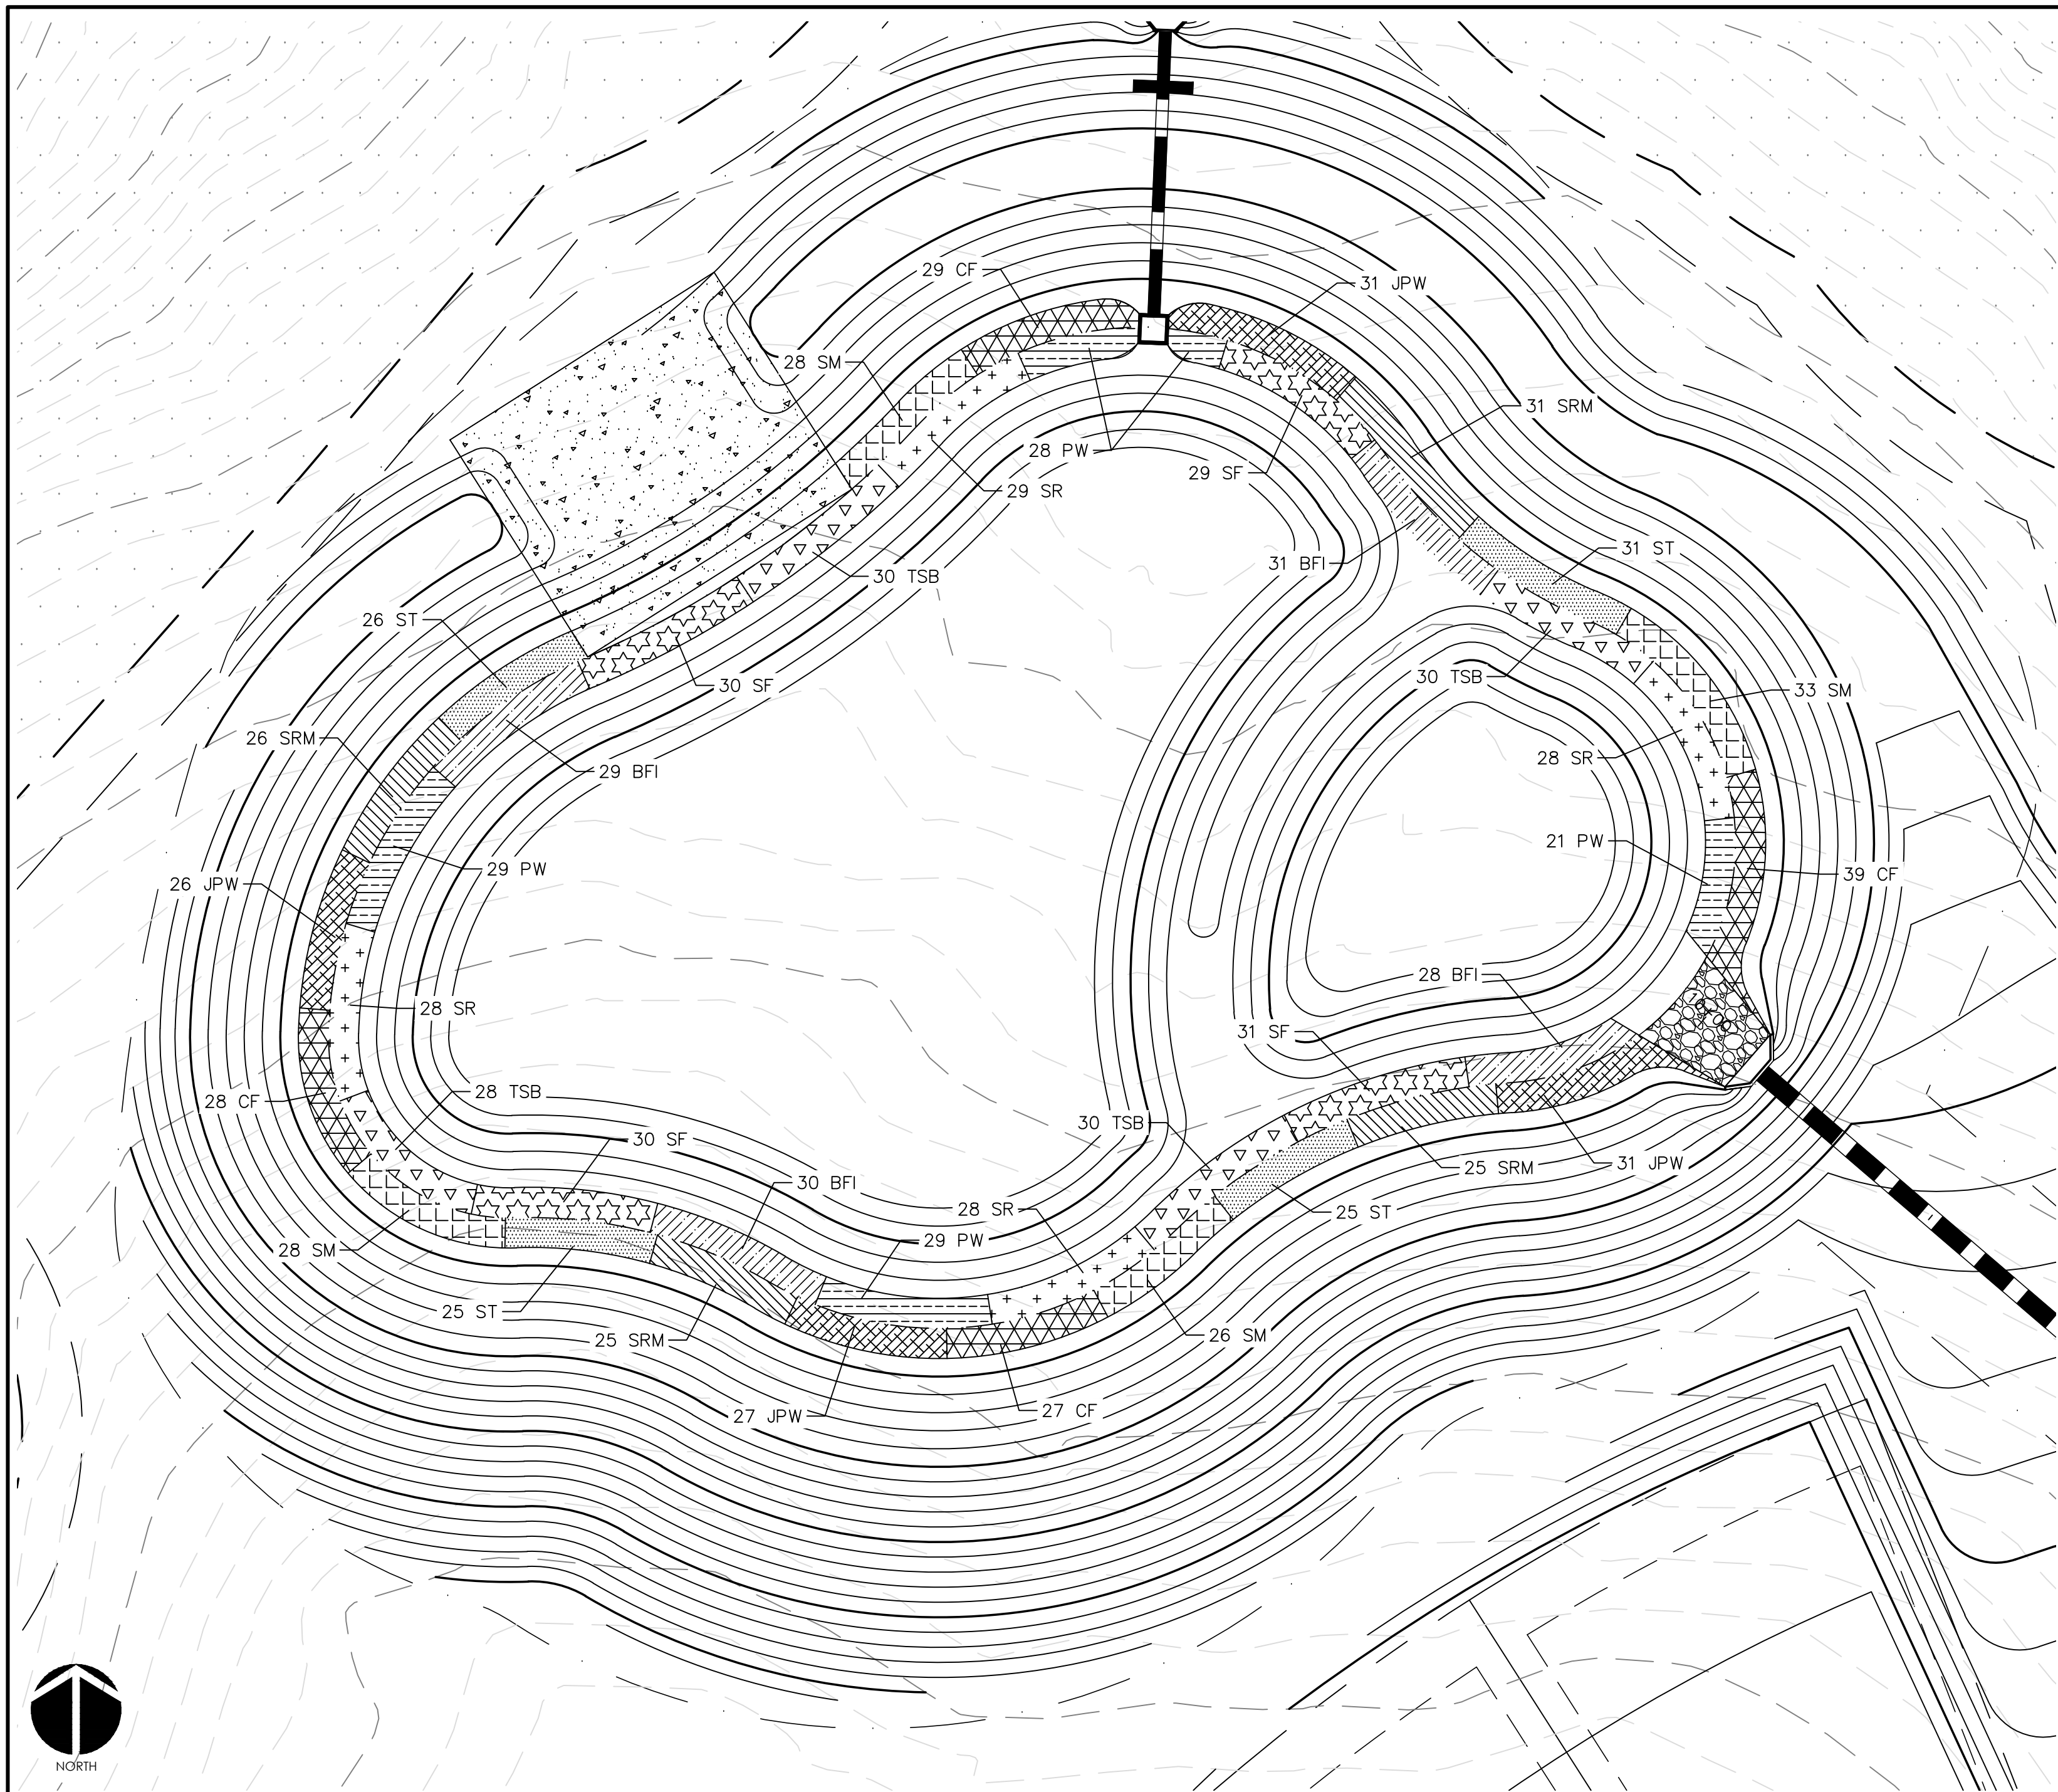 29 CF
31 JPW
28 SM
31 SRM
28 PW
29 SF
29 SR
31 ST
31 BFI
30 TSB
26 ST
30 TSB
30 SF
33 SM
26 SRM
28 SR
29 BFI
21 PW
29 PW
39 CF
26 JPW
28 BFI
28 SR
31 SF
28 TSB
28 CF
30 TSB
30 SF
25 SRM
31 JPW
30 BFI
28 SR
25 ST
29 PW
28 SM
25 ST
26 SM
25 SRM
27 CF
27 JPW
NORTH